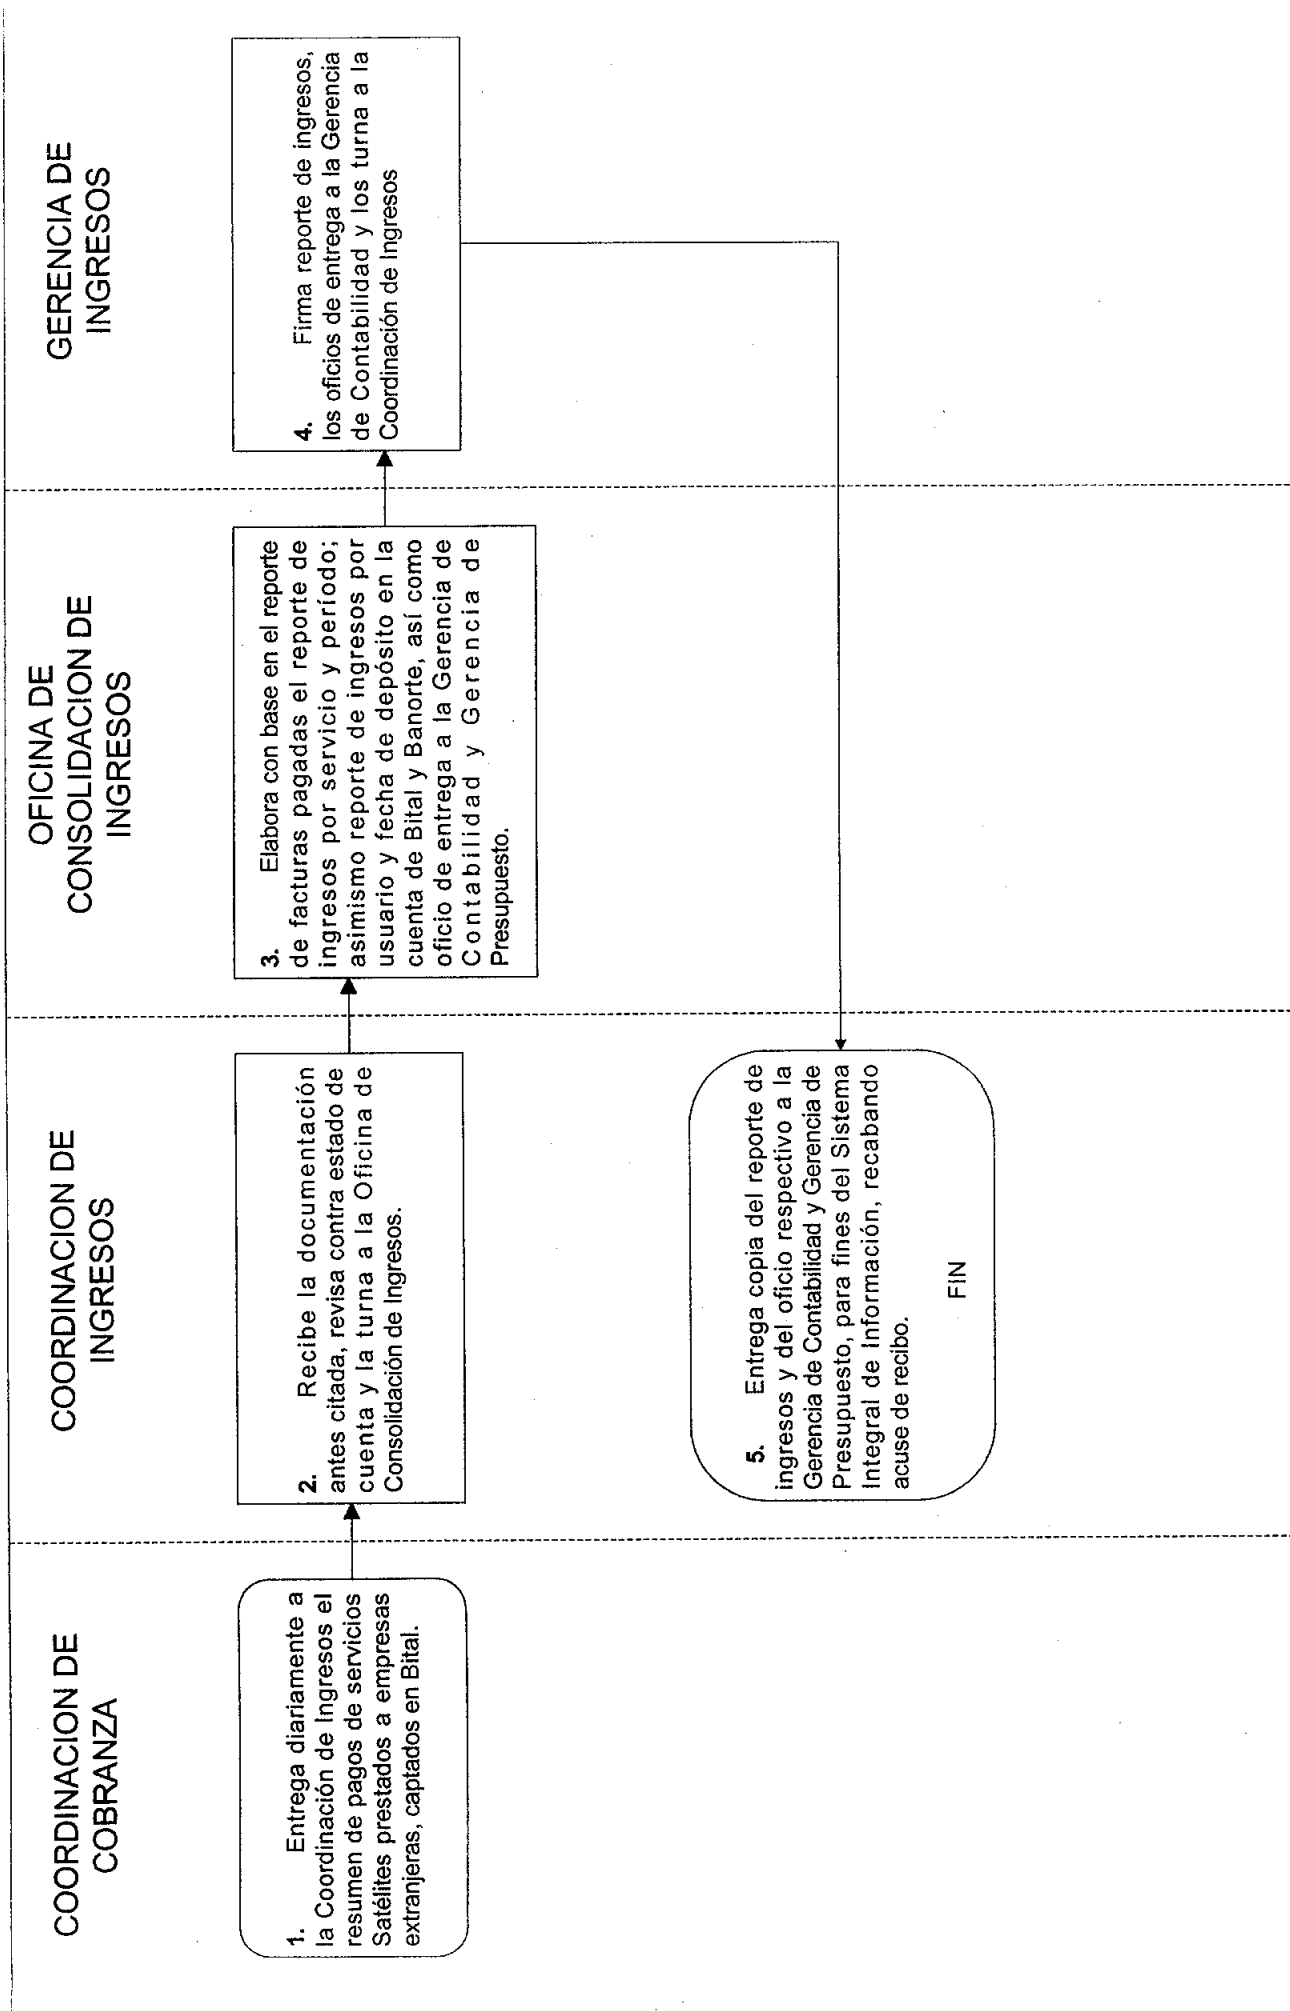 COORDINACION DE
COBRANZA
COORDINACION DE
INGRESOS
OFICINA DE
CONSOLIDACION DE
INGRESOS
GERENCIA DE
INGRESOS
1. Entrega diariamente a
la Coordinación de Ingresos el
resumen de pagos de servicios
Satélites prestados a empresas
extranjeras, captados en Bital.
2. Recibe la documentación
antes citada, revisa contra estado de
cuenta y la turna a la Oficina de
Consolidación de Ingresos.
3. Elabora con base en el reporte
de facturas pagadas el reporte de
ingresos por servicio y período;
asimismo reporte de ingresos por
usuario y fecha de depósito en la
cuenta de Bital y Banorte, así como
oficio de entrega a la Gerencia de
Contabilidad y Gerencia de
Presupuesto.
4. Firma reporte de ingresos,
los oficios de entrega a la Gerencia
de Contabilidad y los turna a la
Coordinación de Ingresos
5. Entrega copia del reporte de
ingresos y del oficio respectivo a la
Gerencia de Contabilidad y Gerencia de
Presupuesto, para fines del Sistema
Integral de Información, recabando
acuse de recibo.
FIN